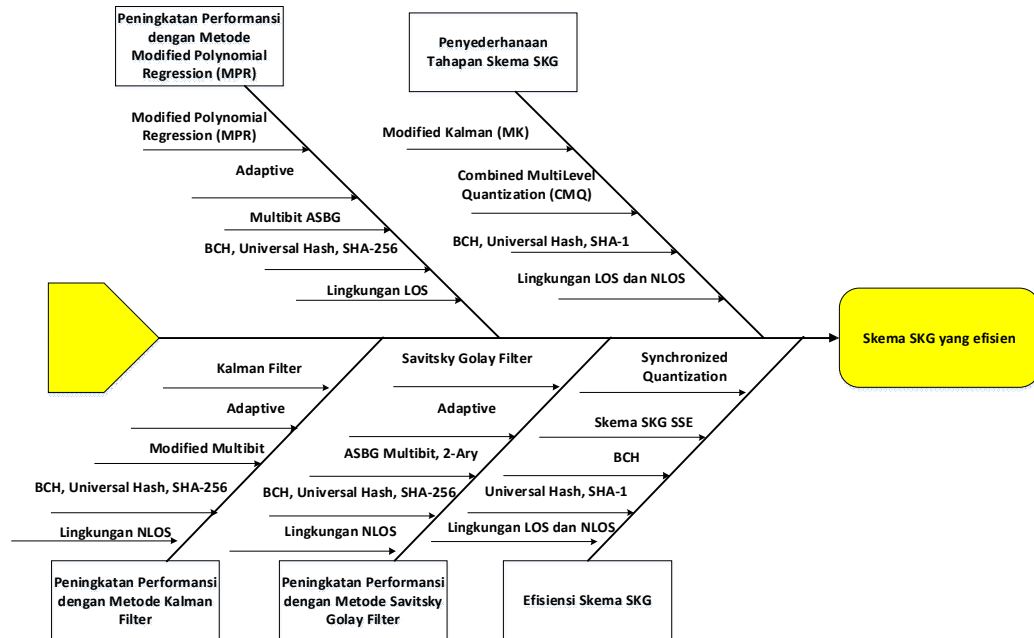 Peningkatan Performansi
dengan Metode
Modified Polynomial
Regression (MPR)
Penyederhanaan
Tahapan Skema SKG
Modified Polynomial
Regression (MPR)
Adaptive
Multibit ASBG
BCH, Universal Hash, SHA-256
Lingkungan LOS
Modified Kalman (MK)
Combined MultiLevel
Quantization (CMQ)
BCH, Universal Hash, SHA-1
Lingkungan LOS dan NLOS
Skema SKG yang efisien
Kalman Filter
Adaptive
Modified Multibit
BCH, Universal Hash, SHA-256
Lingkungan NLOS
Savitsky Golay Filter
Adaptive
ASBG Multibit, 2-Ary
BCH, Universal Hash, SHA-256
Lingkungan NLOS
Synchronized
Quantization
Skema SKG SSE
BCH
Universal Hash, SHA-1
Lingkungan LOS dan NLOS
Peningkatan Performansi
dengan Metode Kalman
Filter
Peningkatan Performansi
dengan Metode Savitsky
Golay Filter
Efisiensi Skema SKG